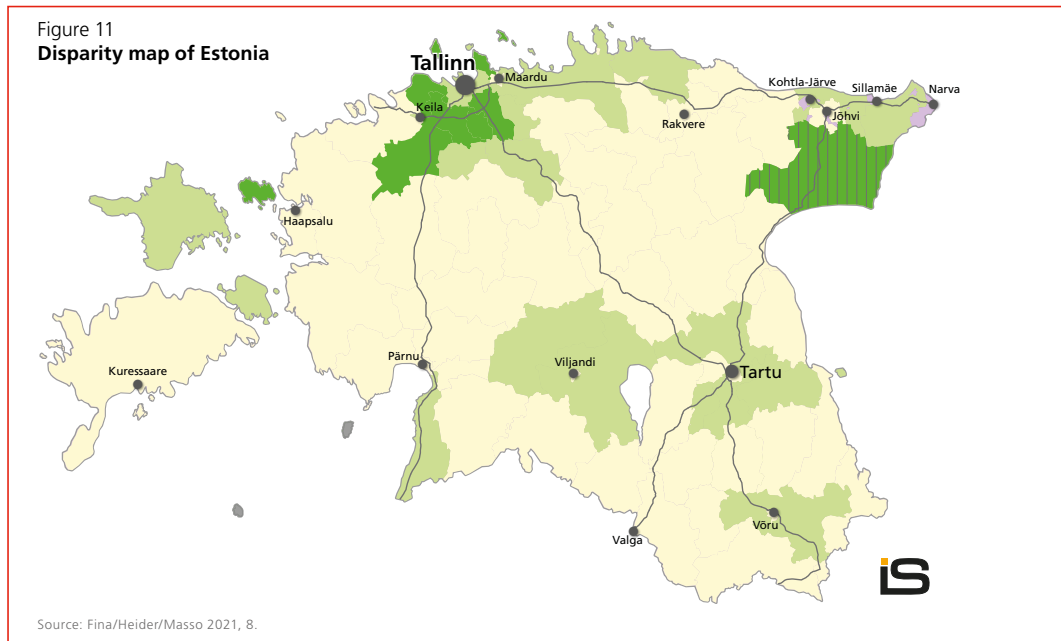 Figure 11
Disparity map of Estonia
Tallinn
Maardu
Keila
Kohtla-Järve
Sillamäe
Narva
Jõhvi
Rakvere
Haapsalu
Pärnu
Viljandi
Tartu
Kuressaare
Võru
Valga
iS
Source: Fina/Heider/Masso 2021, 8.